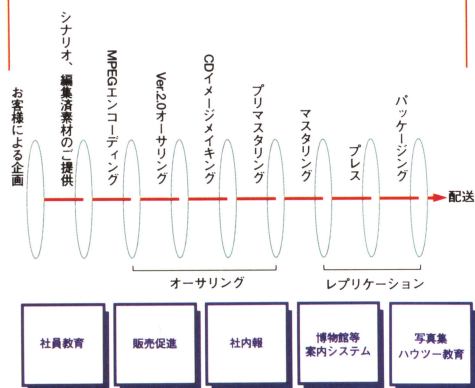 お客様による企画
シナリオ、編集済素材のご提供
MPEGエンコーディング
Ver.2.0オーサリング
CDイメージメイキング
プリマスタリング
マスタリング
プレス
パッケージング
配送
オーサリング
レプリケーション
社員教育
販売促進
社内報
博物館等
案内システム
写真集
ハウツー教育